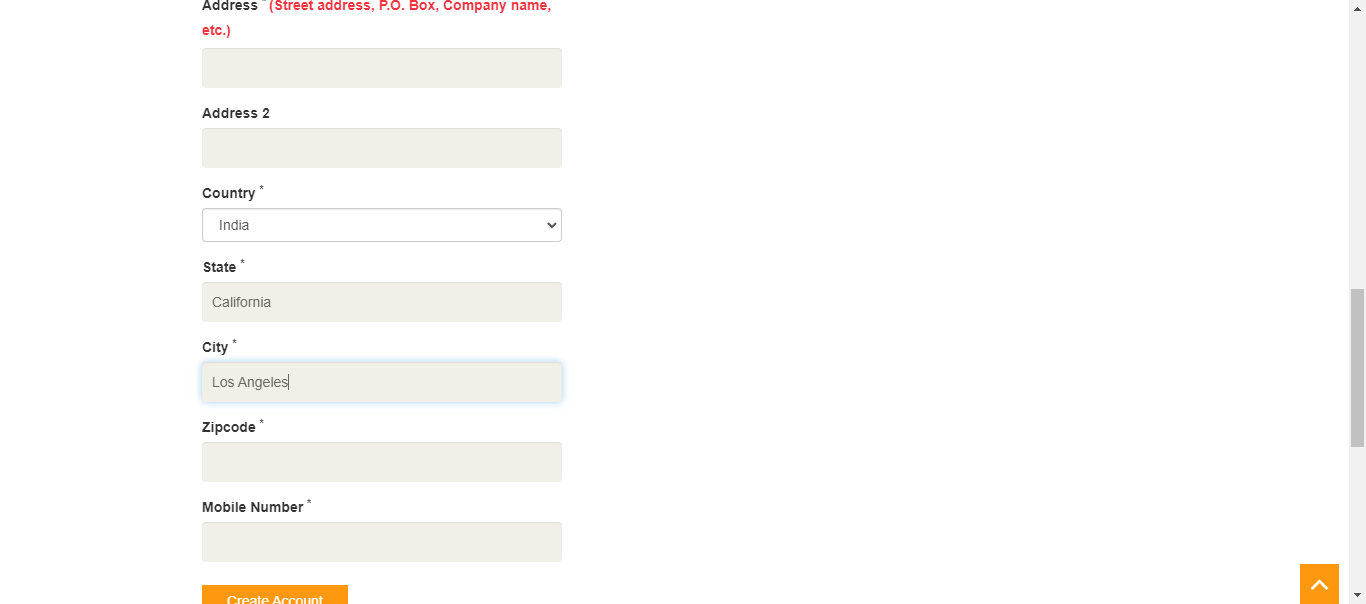 Address * (Street address, P.O. Box, Company name,
etc.)
Address 2
Country *
India
State *
California
City *
Los Angeles
Zipcode *
Mobile Number *
Create Account